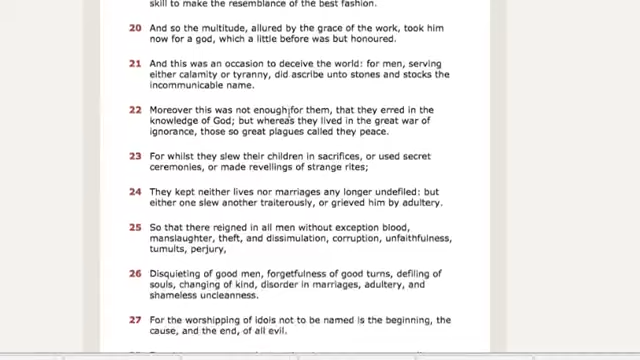 skill to make the resemblance of the best fashion.
20 And so the multitude, allured by the grace of the work, took him
now for a god, which a little before was but honoured.
21 And this was an occasion to deceive the world: for men, serving
either calamity or tyranny, did ascribe unto stones and stocks the
incommunicable name.
22 Moreover this was not enough for them, that they erred in the
knowledge of God; but whereas they lived in the great war of
ignorance, those so great plagues called they peace.
23 For whilst they slew their children in sacrifices, or used secret
ceremonies, or made revellings of strange rites;
24 They kept neither lives nor marriages any longer undefiled: but
either one slew another traiterously, or grieved him by adultery.
25 So that there reigned in all men without exception blood,
manslaughter, theft, and dissimulation, corruption, unfaithfulness,
tumults, perjury,
26 Disquieting of good men, forgetfulness of good turns, defiling of
souls, changing of kind, disorder in marriages, adultery, and
shameless uncleanness.
27 For the worshipping of idols not to be named is the beginning, the
cause, and the end, of all evil.